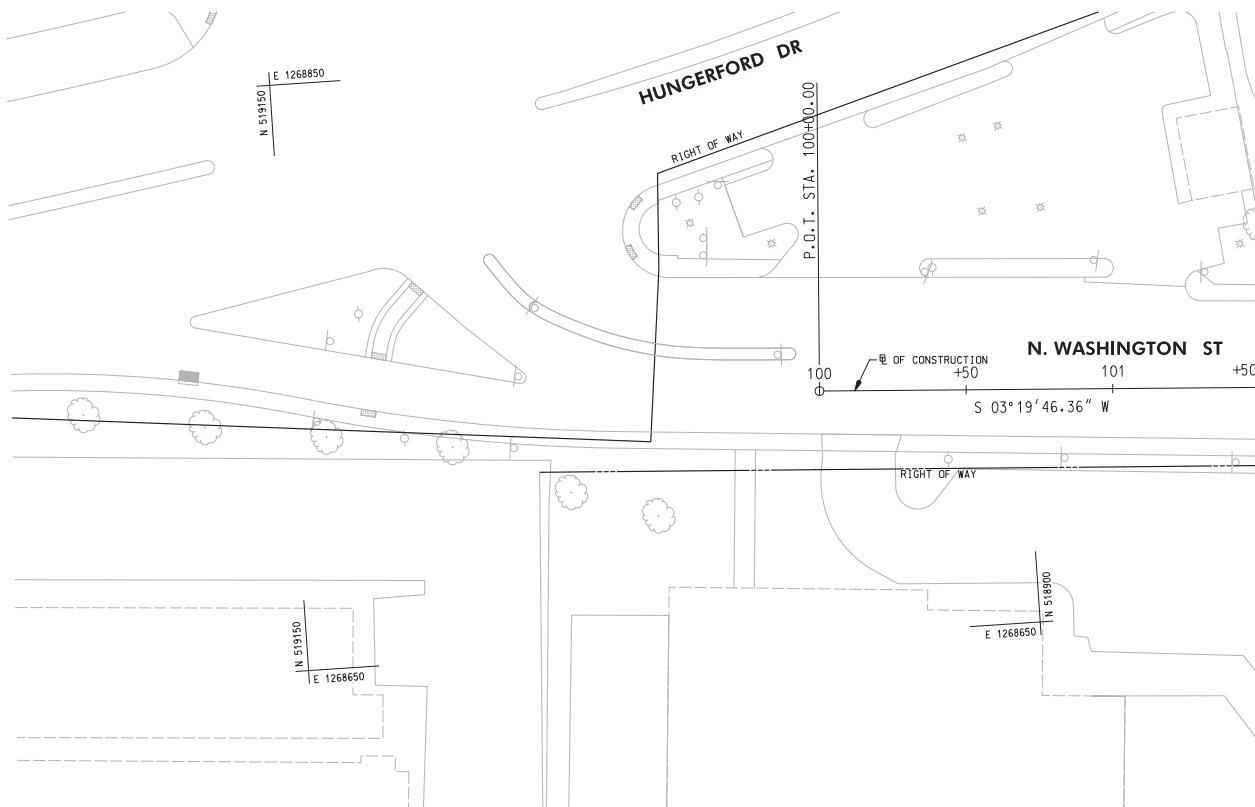 HUNGERFORD DR
E 1268850
N 519150
RIGHT OF WAY
P.O.T. STA. 100+00.00
N. WASHINGTON ST
℄ OF CONSTRUCTION
100
+50
101
+50
S 03°19'46.36" W
RIGHT OF WAY
N 518900
E 1268650
N 519150
E 1268650